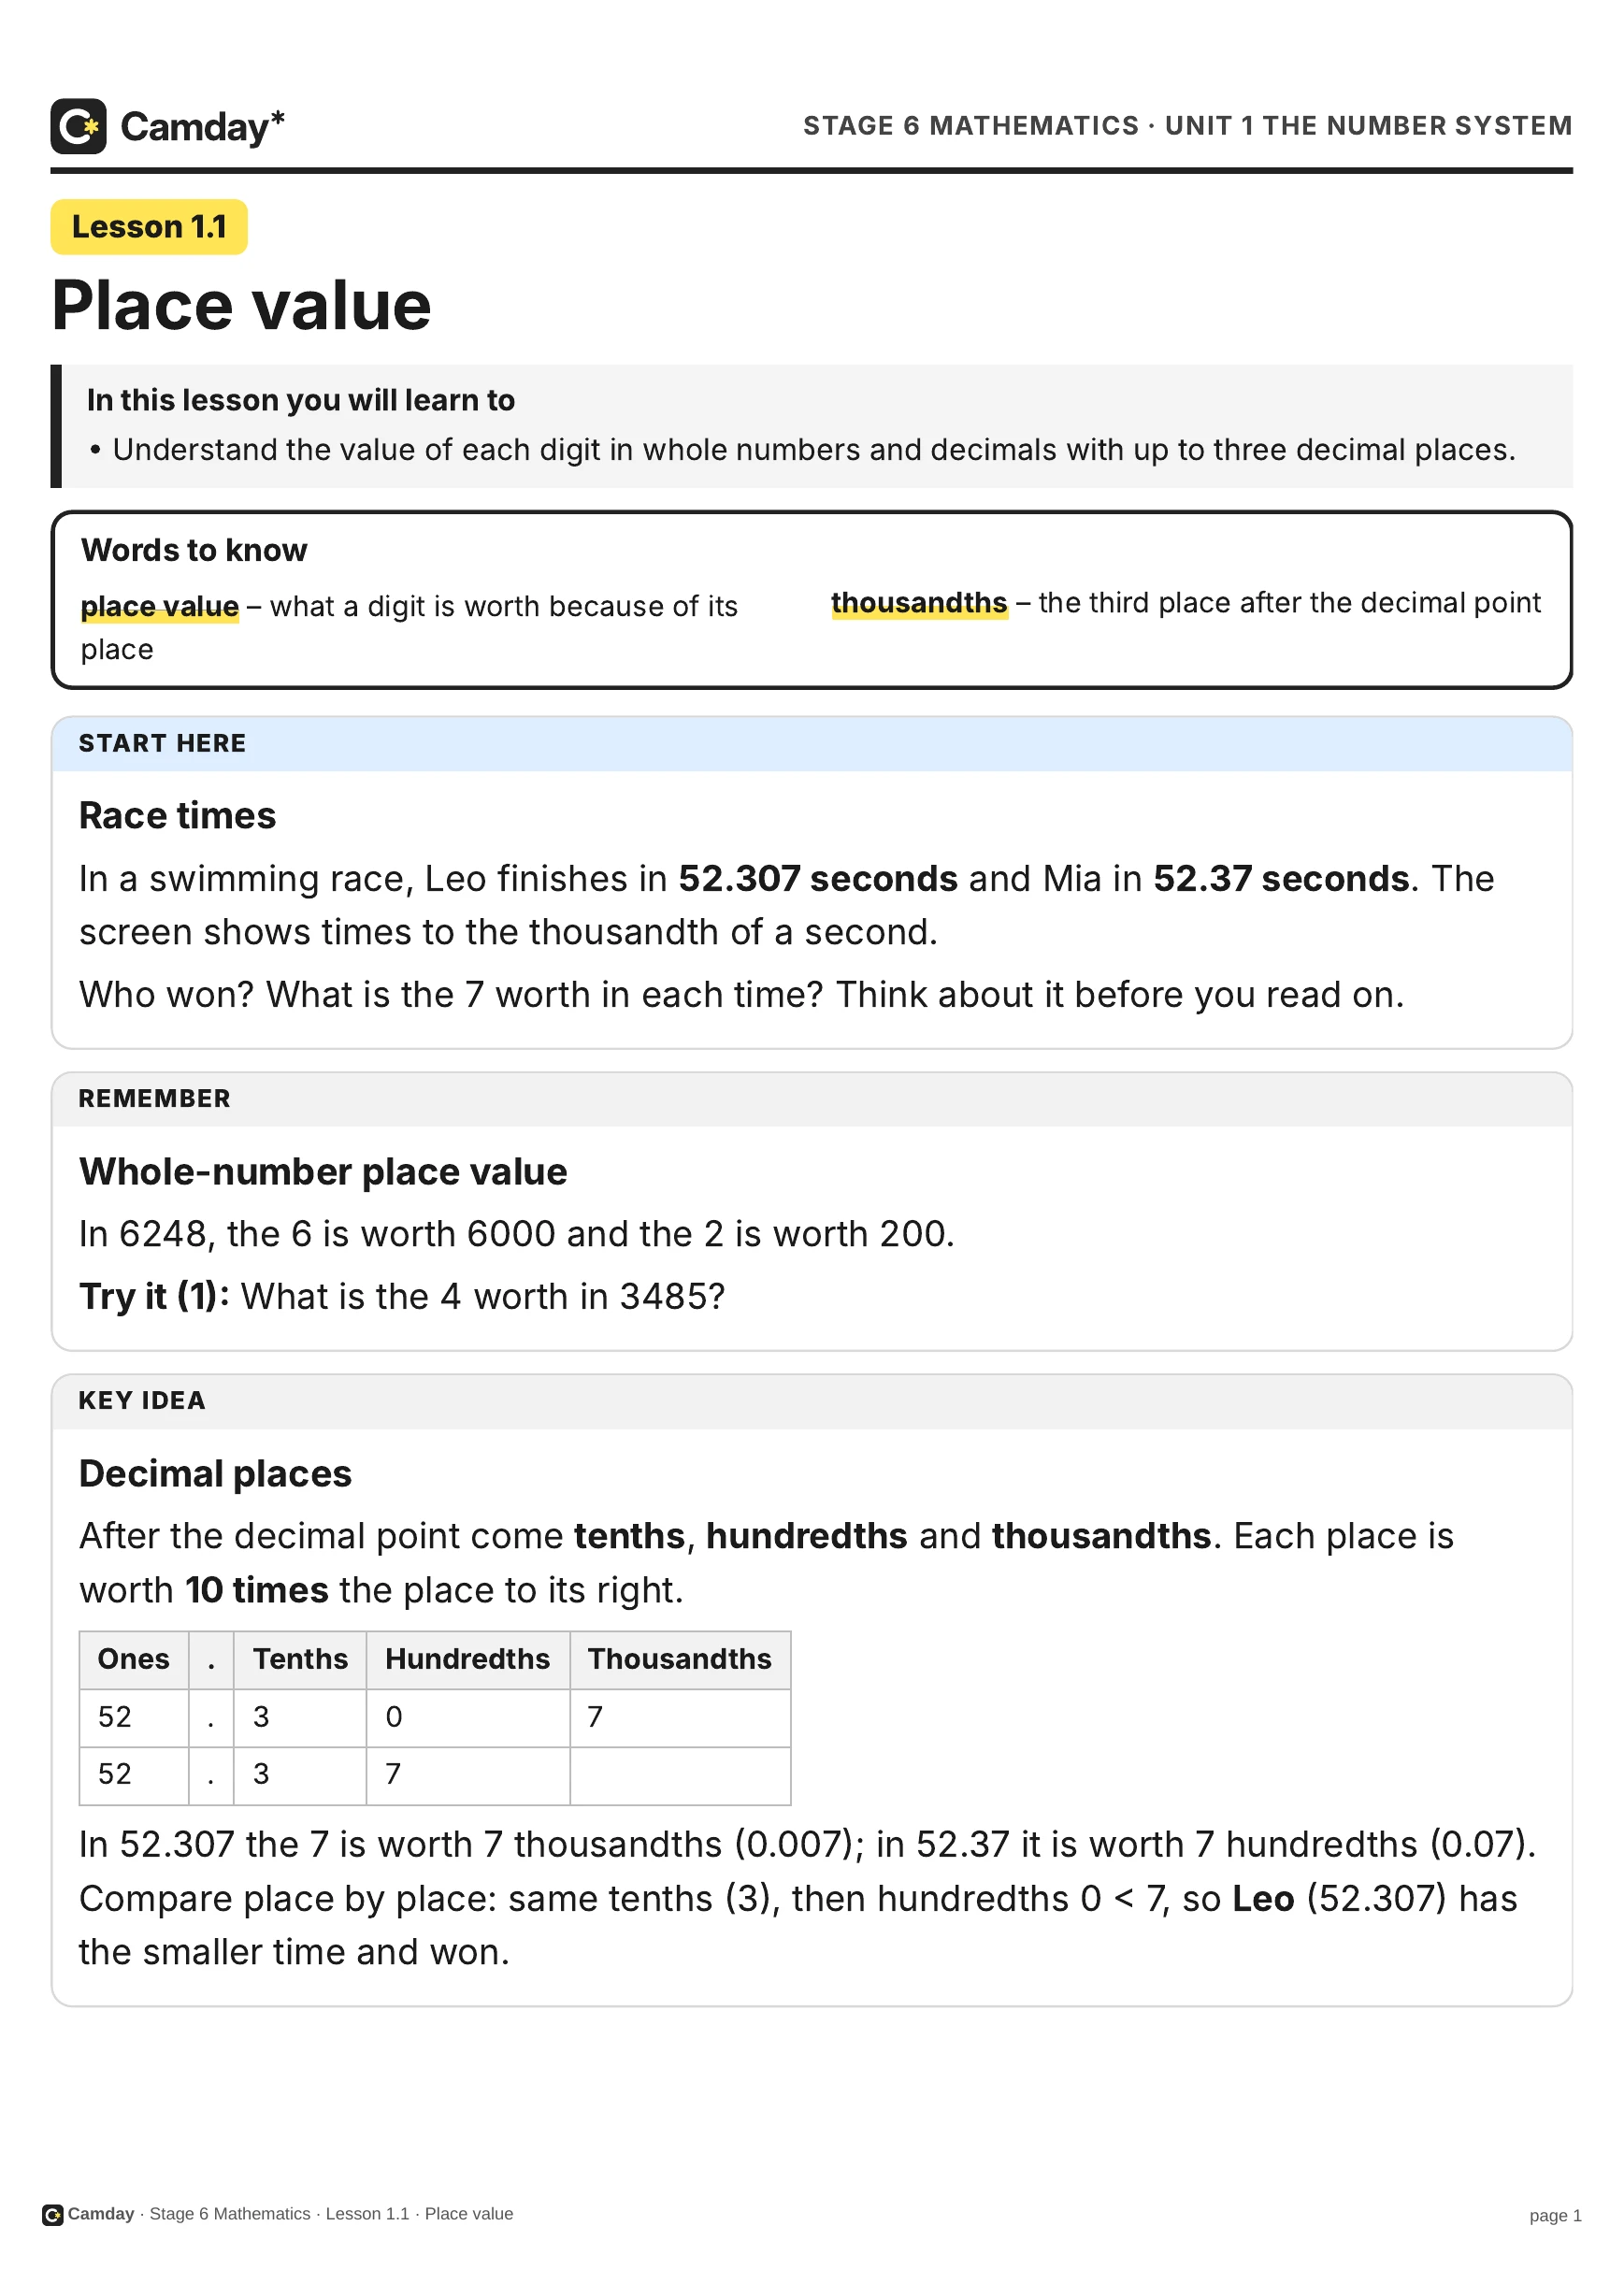 Camday*
STAGE 6 MATHEMATICS · UNIT 1 THE NUMBER SYSTEM
Lesson 1.1
Place value
In this lesson you will learn to
• Understand the value of each digit in whole numbers and decimals with up to three decimal places.
Words to know
place value – what a digit is worth because of its
place
thousandths – the third place after the decimal point
START HERE
Race times
In a swimming race, Leo finishes in 52.307 seconds and Mia in 52.37 seconds. The
screen shows times to the thousandth of a second.
Who won? What is the 7 worth in each time? Think about it before you read on.
REMEMBER
Whole-number place value
In 6248, the 6 is worth 6000 and the 2 is worth 200.
Try it (1): What is the 4 worth in 3485?
KEY IDEA
Decimal places
After the decimal point come tenths, hundredths and thousandths. Each place is
worth 10 times the place to its right.
Ones . Tenths Hundredths Thousandths
52 . 3 0 7
52 . 3 7
In 52.307 the 7 is worth 7 thousandths (0.007); in 52.37 it is worth 7 hundredths (0.07).
Compare place by place: same tenths (3), then hundredths 0 < 7, so Leo (52.307) has
the smaller time and won.
Camday · Stage 6 Mathematics · Lesson 1.1 · Place value
page 1